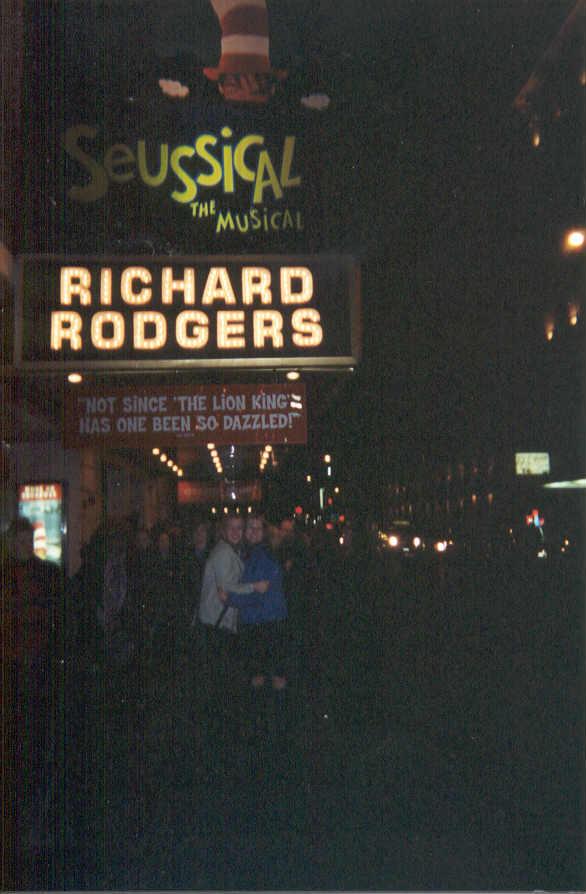 SEUSSICAL
THE MUSICAL
RICHARD
RODGERS
"NOT SINCE 'THE LION KING'
HAS ONE BEEN SO DAZZLED!"